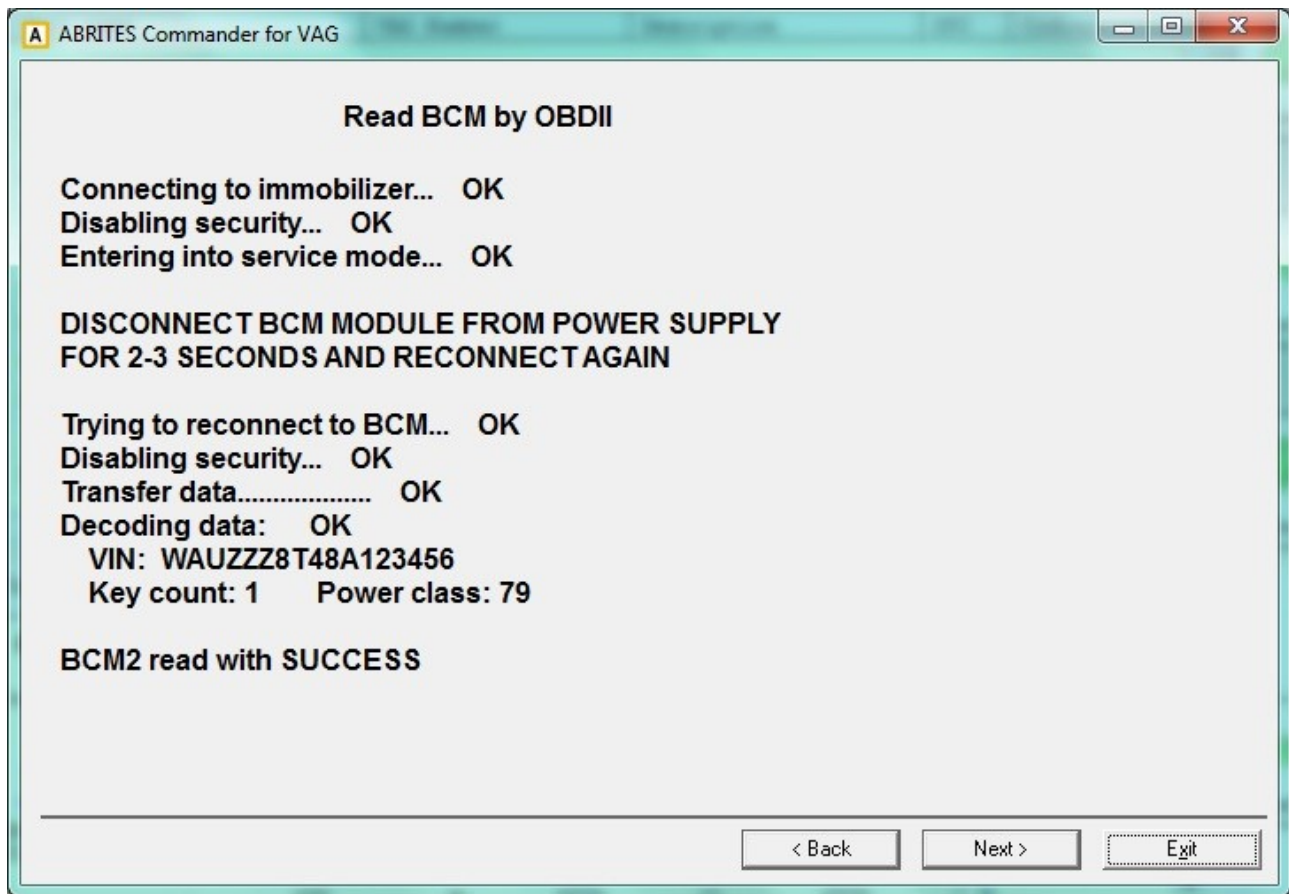 ABRITES Commander for VAG
Read BCM by OBDII
Connecting to immobilizer... OK
Disabling security... OK
Entering into service mode... OK
DISCONNECT BCM MODULE FROM POWER SUPPLY
FOR 2-3 SECONDS AND RECONNECT AGAIN
Trying to reconnect to BCM... OK
Disabling security... OK
Transfer data................... OK
Decoding data: OK
VIN: WAUZZZ8T48A123456
Key count: 1 Power class: 79
BCM2 read with SUCCESS
< Back Next > Exit